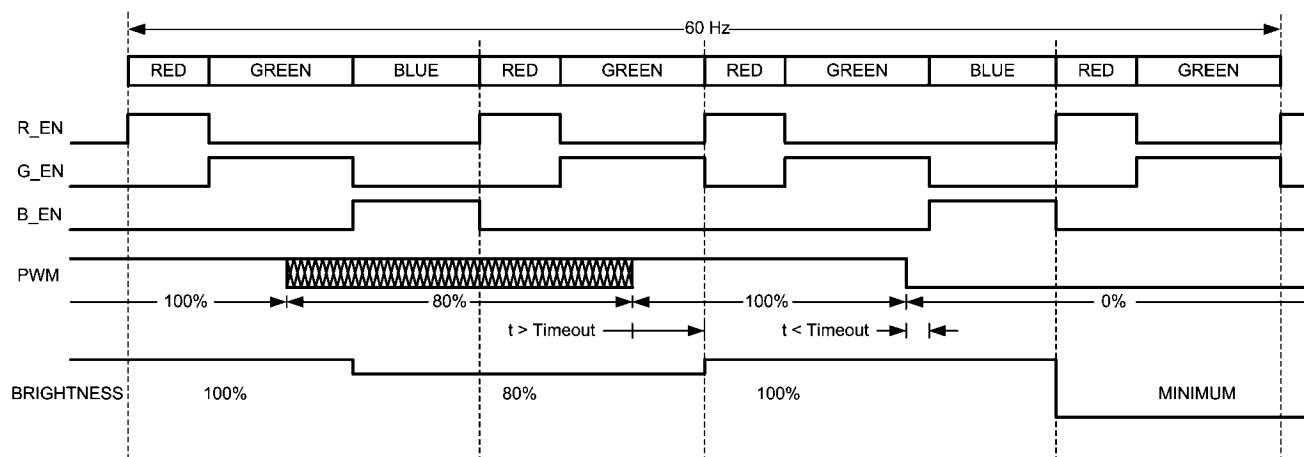 60 Hz
RED GREEN BLUE RED GREEN RED GREEN BLUE RED GREEN
R_EN
G_EN
B_EN
PWM
100% 80% 100% 0%
t > Timeout t < Timeout
BRIGHTNESS 100% 80% 100% MINIMUM